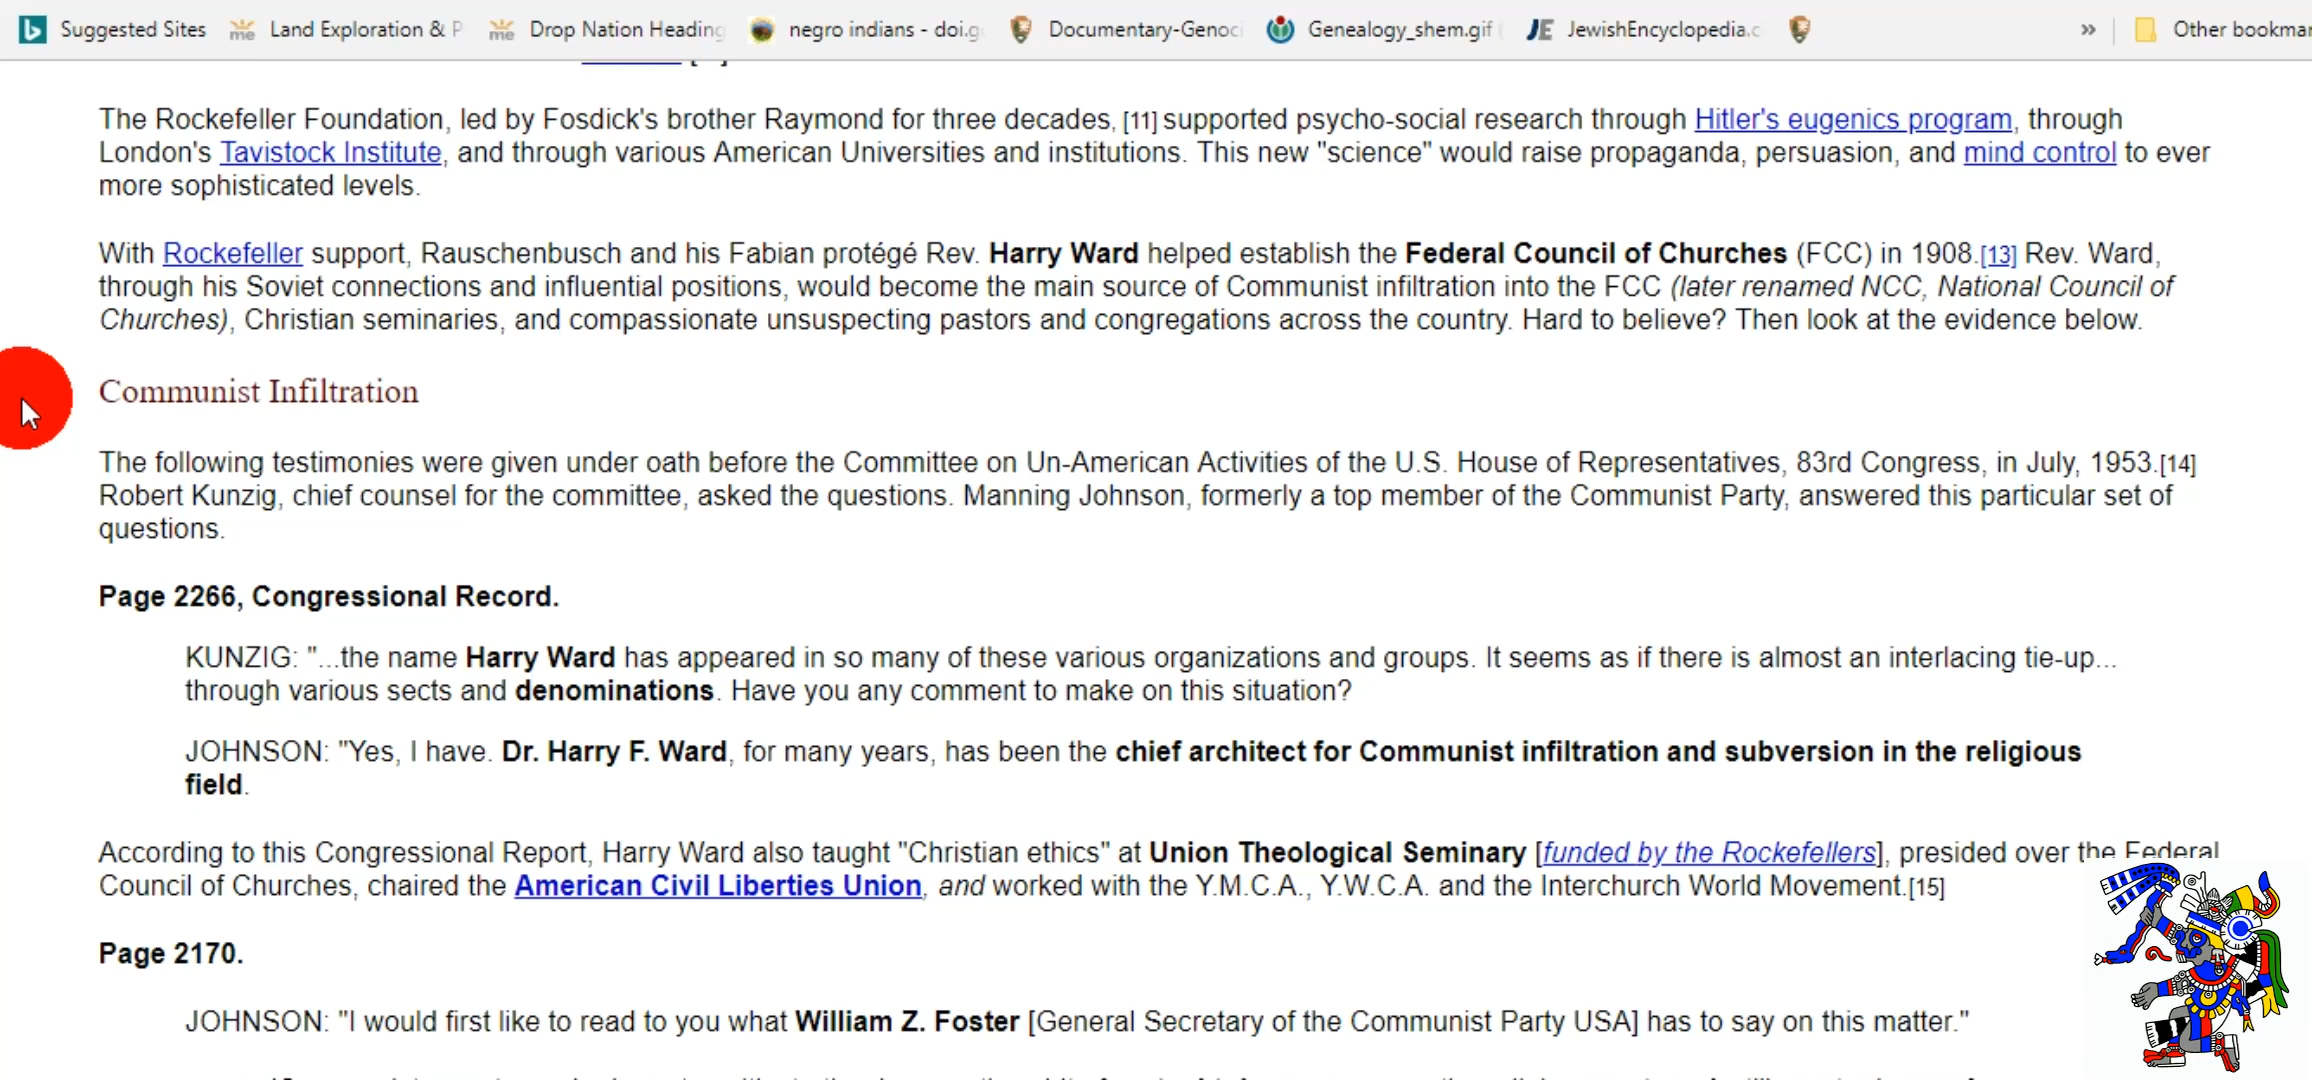 Suggested Sites Land Exploration & P Drop Nation Heading negro indians - doi.g Documentary-Genoc Genealogy_shem.gif ( JewishEncyclopedia.c » Other bookmar
The Rockefeller Foundation, led by Fosdick's brother Raymond for three decades, [11] supported psycho-social research through Hitler's eugenics program, through
London's Tavistock Institute, and through various American Universities and institutions. This new "science" would raise propaganda, persuasion, and mind control to ever
more sophisticated levels.
With Rockefeller support, Rauschenbusch and his Fabian protégé Rev. Harry Ward helped establish the Federal Council of Churches (FCC) in 1908.[13] Rev. Ward,
through his Soviet connections and influential positions, would become the main source of Communist infiltration into the FCC (later renamed NCC, National Council of
Churches), Christian seminaries, and compassionate unsuspecting pastors and congregations across the country. Hard to believe? Then look at the evidence below.
Communist Infiltration
The following testimonies were given under oath before the Committee on Un-American Activities of the U.S. House of Representatives, 83rd Congress, in July, 1953.[14]
Robert Kunzig, chief counsel for the committee, asked the questions. Manning Johnson, formerly a top member of the Communist Party, answered this particular set of
questions.
Page 2266, Congressional Record.
KUNZIG: "...the name Harry Ward has appeared in so many of these various organizations and groups. It seems as if there is almost an interlacing tie-up...
through various sects and denominations. Have you any comment to make on this situation?
JOHNSON: "Yes, I have. Dr. Harry F. Ward, for many years, has been the chief architect for Communist infiltration and subversion in the religious
field.
According to this Congressional Report, Harry Ward also taught "Christian ethics" at Union Theological Seminary [funded by the Rockefellers], presided over the Federal
Council of Churches, chaired the American Civil Liberties Union, and worked with the Y.M.C.A., Y.W.C.A. and the Interchurch World Movement.[15]
Page 2170.
JOHNSON: "I would first like to read to you what William Z. Foster [General Secretary of the Communist Party USA] has to say on this matter."